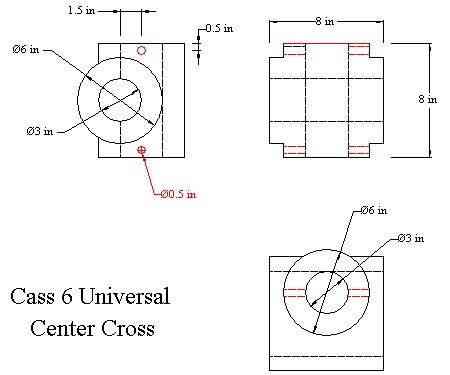 1.5 in
8 in
0.5 in
Ø6 in
8 in
Ø3 in
Ø0.5 in
Ø6 in
Ø3 in
Cass 6 Universal
Center Cross